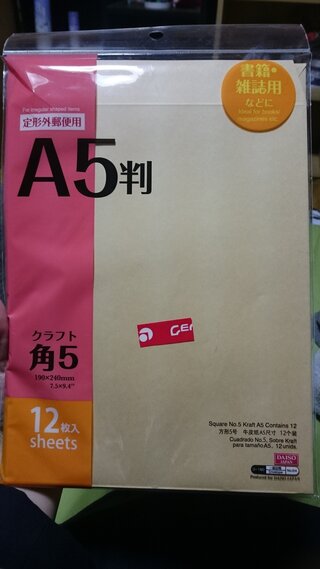 For irregular shaped items
定形外郵便用
A5判
書籍・
雑誌用
などに
Ideal for books/
magazines etc.
クラフト
角5
190×240mm
7.5×9.4"
12枚入
sheets
Square No.5 Kraft A5 Contains 12
方形5号 牛皮纸A5尺寸 12个装
Cuadrado No.5, Sobre Kraft
para tamaño A5, 12 unids.
DAISO
JAPAN
Produced by DAISO JAPAN